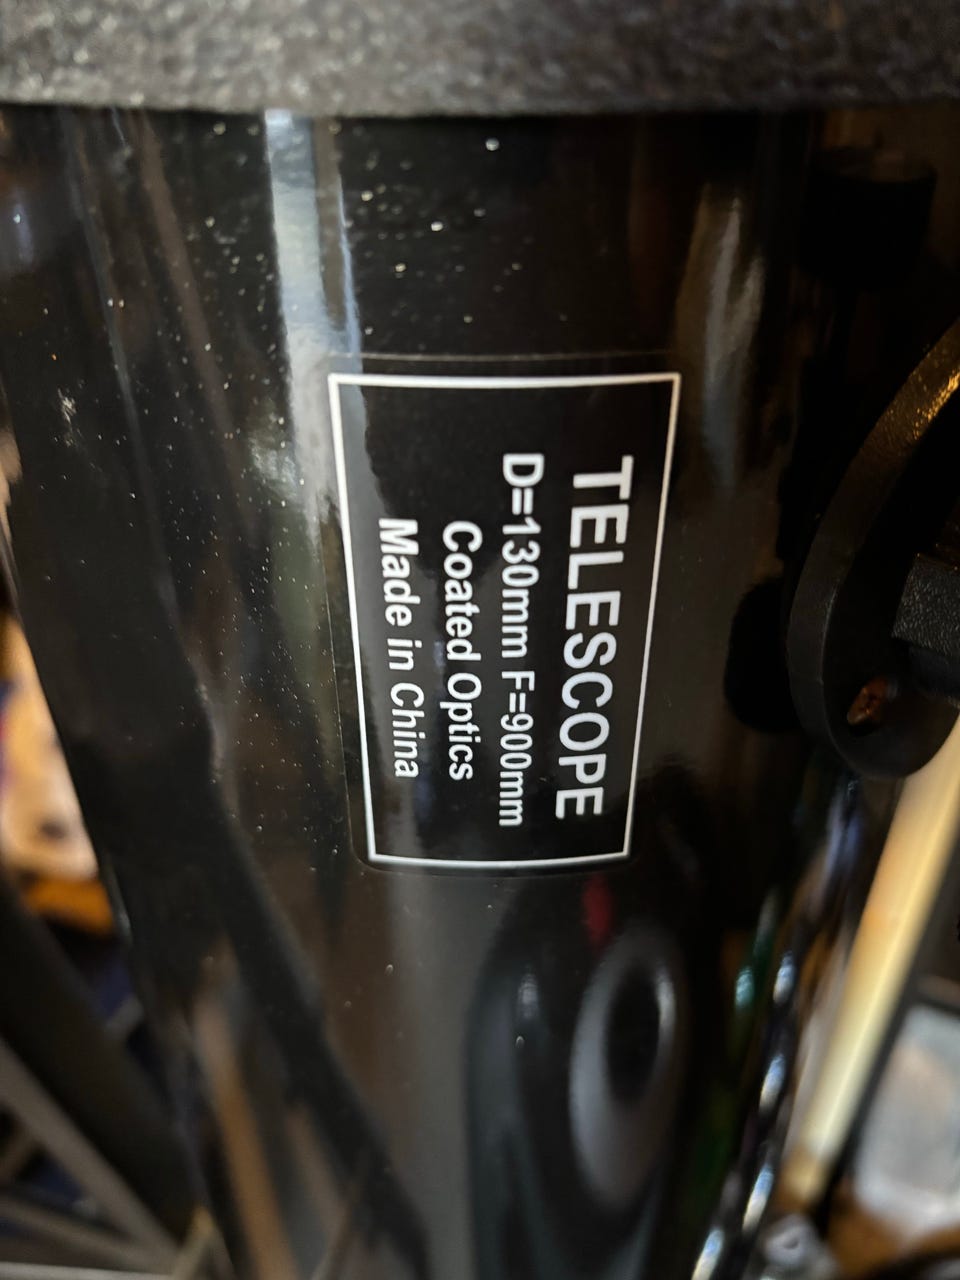 TELESCOPE
D=130mm F=900mm
Coated Optics
Made in China